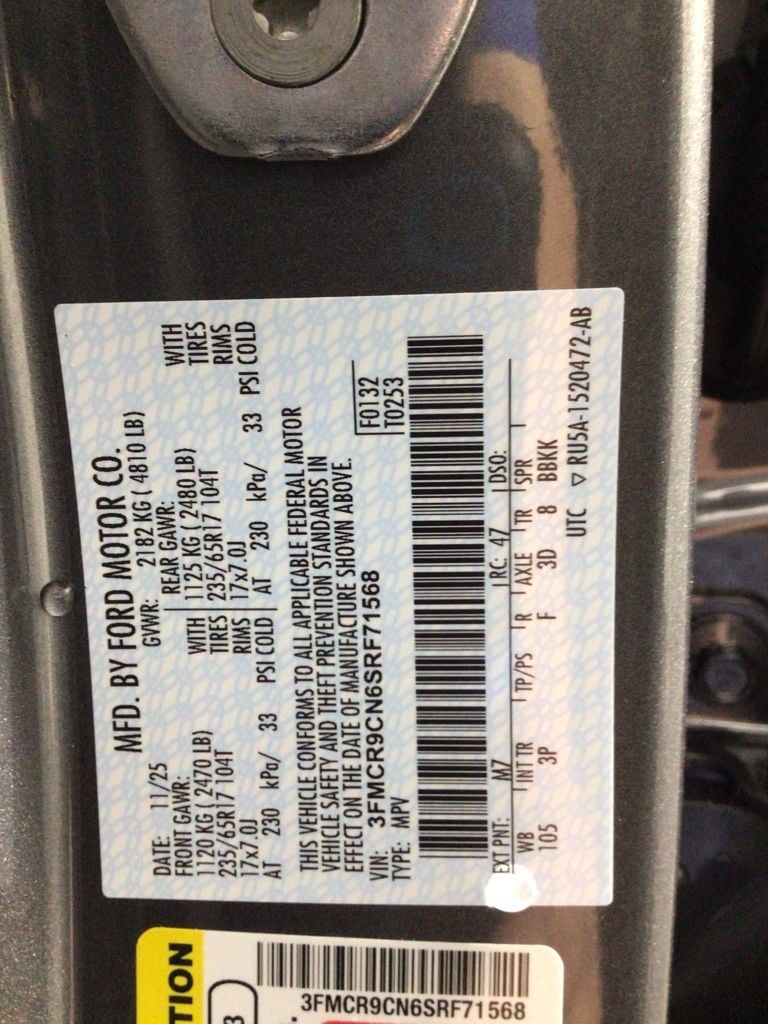 MFD. BY FORD MOTOR CO.
DATE: 11/25 GVWR: 2182 KG ( 4810 LB)
FRONT GAWR: REAR GAWR:
1120 KG ( 2470 LB) WITH 1125 KG ( 2480 LB) WITH
235/65R17 104T TIRES 235/65R17 104T TIRES
17x7.0J RIMS 17x7.0J RIMS
AT 230 kPa/ 33 PSI COLD AT 230 kPa/ 33 PSI COLD
THIS VEHICLE CONFORMS TO ALL APPLICABLE FEDERAL MOTOR
VEHICLE SAFETY AND THEFT PREVENTION STANDARDS IN
EFFECT ON THE DATE OF MANUFACTURE SHOWN ABOVE.
VIN: 3FMCR9CN6SRF71568 F0132
TYPE: MPV T0253
EXT PNT: M7 RC: 47 DSO:
WB INT TR TP/PS R AXLE TR SPR
105 3P F 3D 8 BBKK
UTC ▽ RU5A-1520472-AB
TION
3
3FMCR9CN6SRF71568